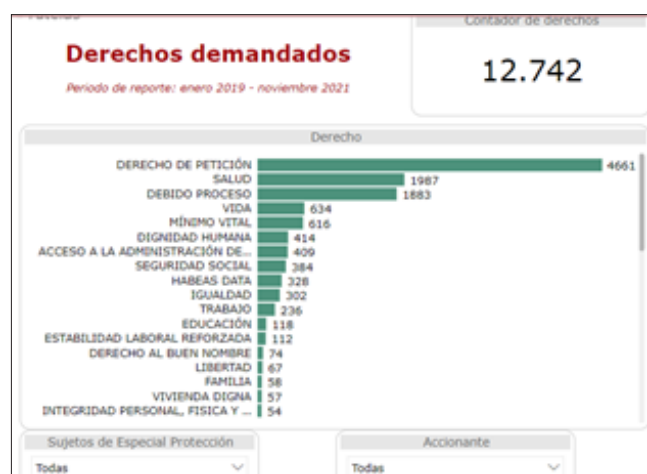 Contador de derechos
Derechos demandados
12.742
Periodo de reporte: enero 2019 - noviembre 2021
Derecho
DERECHO DE PETICIÓN 4661
SALUD 1987
DEBIDO PROCESO 1883
VIDA 634
MÍNIMO VITAL 616
DIGNIDAD HUMANA 414
ACCESO A LA ADMINISTRACIÓN DE... 409
SEGURIDAD SOCIAL 384
HABEAS DATA 328
IGUALDAD 302
TRABAJO 236
EDUCACIÓN 118
ESTABILIDAD LABORAL REFORZADA 112
DERECHO AL BUEN NOMBRE 74
LIBERTAD 67
FAMILIA 58
VIVIENDA DIGNA 57
INTEGRIDAD PERSONAL, FISICA Y ... 54
Sujetos de Especial Protección
Accionante
Todas
Todas